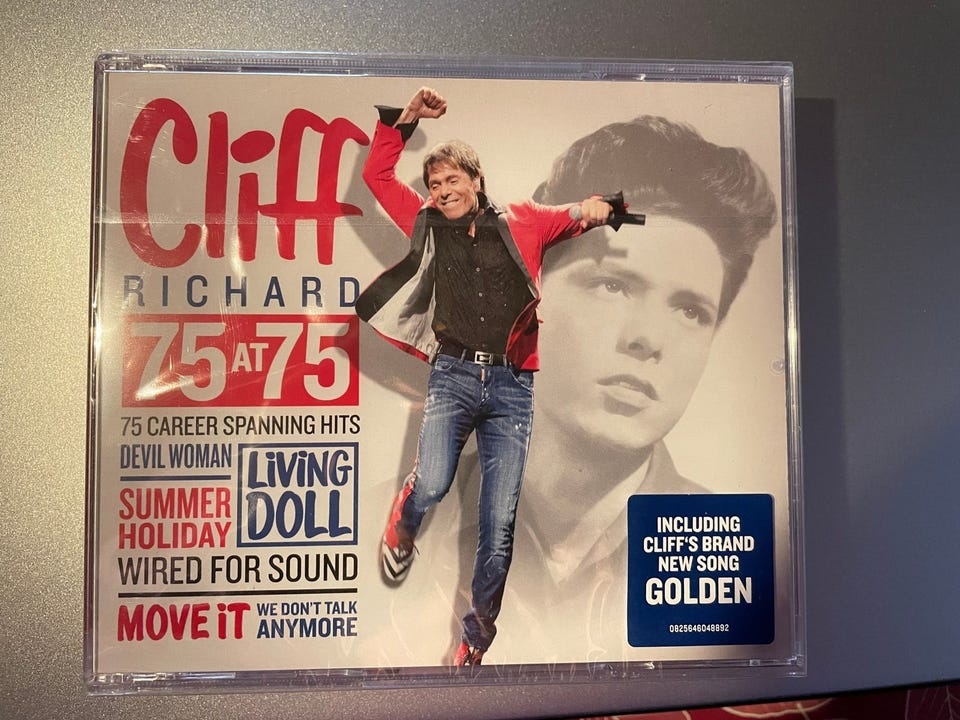 Cliff
RICHARD
75 AT 75
75 CAREER SPANNING HITS
DEVIL WOMAN
LiViNG
DOLL
SUMMER
HOLIDAY
WIRED FOR SOUND
MOVE iT
WE DON'T TALK
ANYMORE
INCLUDING
CLIFF'S BRAND
NEW SONG
GOLDEN
0825646048892